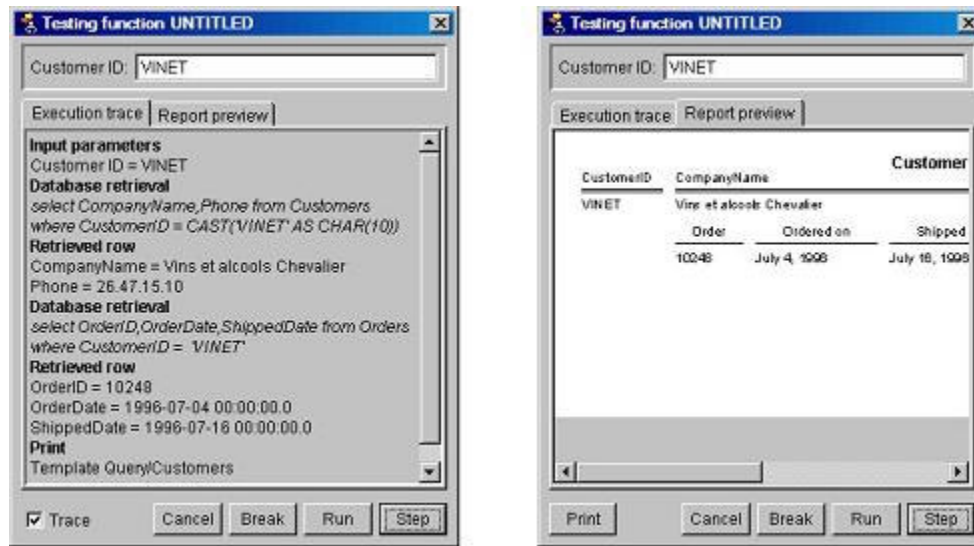 Testing function UNTITLED
Customer ID: VINET
Execution trace Report preview
Input parameters
Customer ID = VINET
Database retrieval
select CompanyName,Phone from Customers
where CustomerID = CAST('VINET' AS CHAR(10))
Retrieved row
CompanyName = Vins et alcools Chevalier
Phone = 26.47.15.10
Database retrieval
select OrderID,OrderDate,ShippedDate from Orders
where CustomerID = 'VINET'
Retrieved row
OrderID = 10248
OrderDate = 1996-07-04 00:00:00.0
ShippedDate = 1996-07-16 00:00:00.0
Print
Template Query/Customers
Trace Cancel Break Run Step
Testing function UNTITLED
Customer ID: VINET
Execution trace Report preview
Customer
CustomerID CompanyName
VINET Vins et alcools Chevalier
Order Ordered on Shipped
10248 July 4, 1996 July 16, 1996
Print Cancel Break Run Step